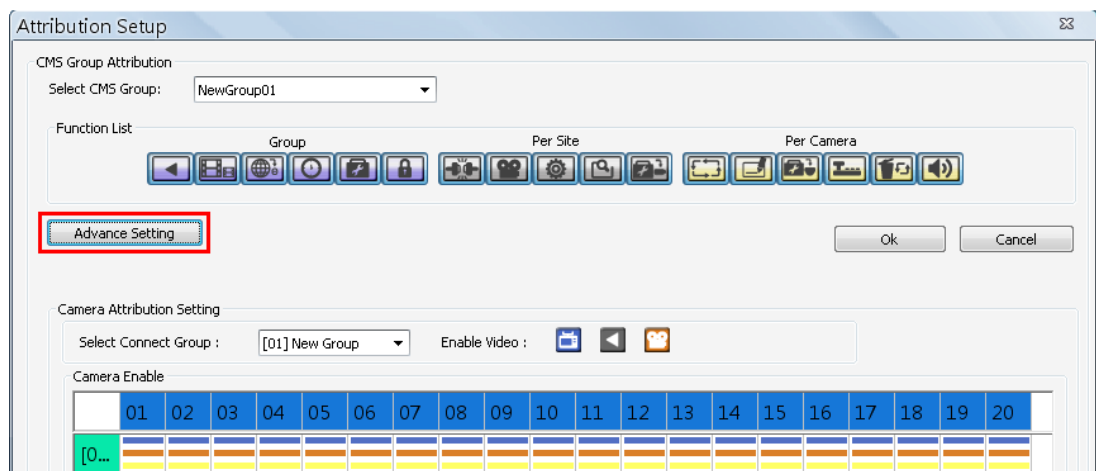 Attribution Setup
CMS Group Attribution
Select CMS Group: NewGroup01
Function List
Group Per Site Per Camera
Advance Setting
Ok Cancel
Camera Attribution Setting
Select Connect Group : [01] New Group Enable Video :
Camera Enable
01 02 03 04 05 06 07 08 09 10 11 12 13 14 15 16 17 18 19 20
[0...